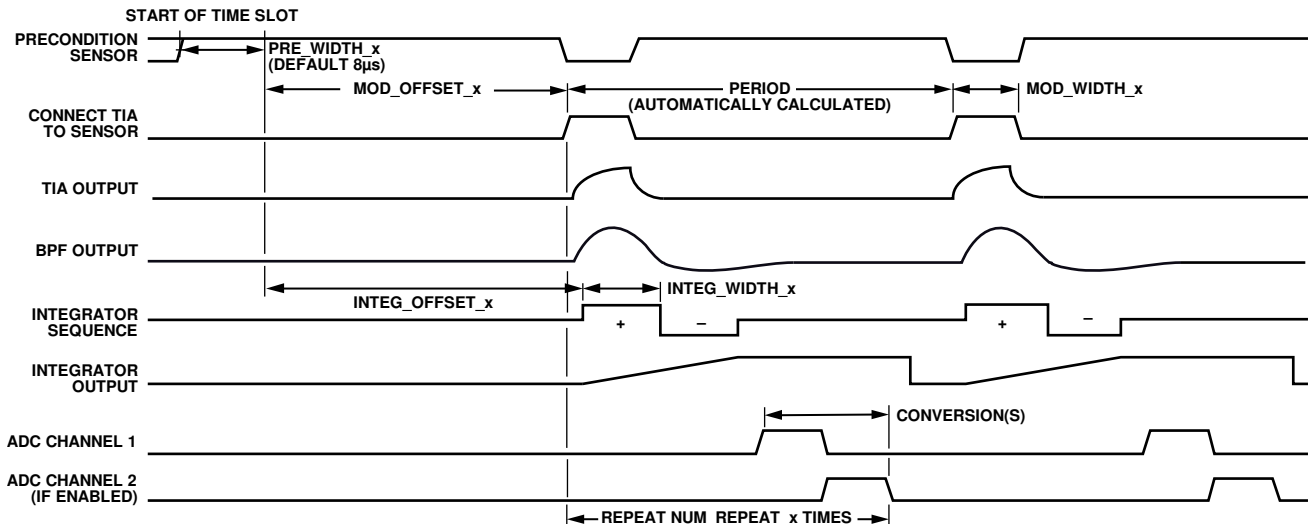 START OF TIME SLOT
PRECONDITION
SENSOR
PRE_WIDTH_x
(DEFAULT 8µs)
MOD_OFFSET_x
PERIOD
(AUTOMATICALLY CALCULATED)
MOD_WIDTH_x
CONNECT TIA
TO SENSOR
TIA OUTPUT
BPF OUTPUT
INTEG_OFFSET_x
INTEG_WIDTH_x
INTEGRATOR
SEQUENCE
+ – + –
INTEGRATOR
OUTPUT
CONVERSION(S)
ADC CHANNEL 1
ADC CHANNEL 2
(IF ENABLED)
REPEAT NUM_REPEAT_x TIMES